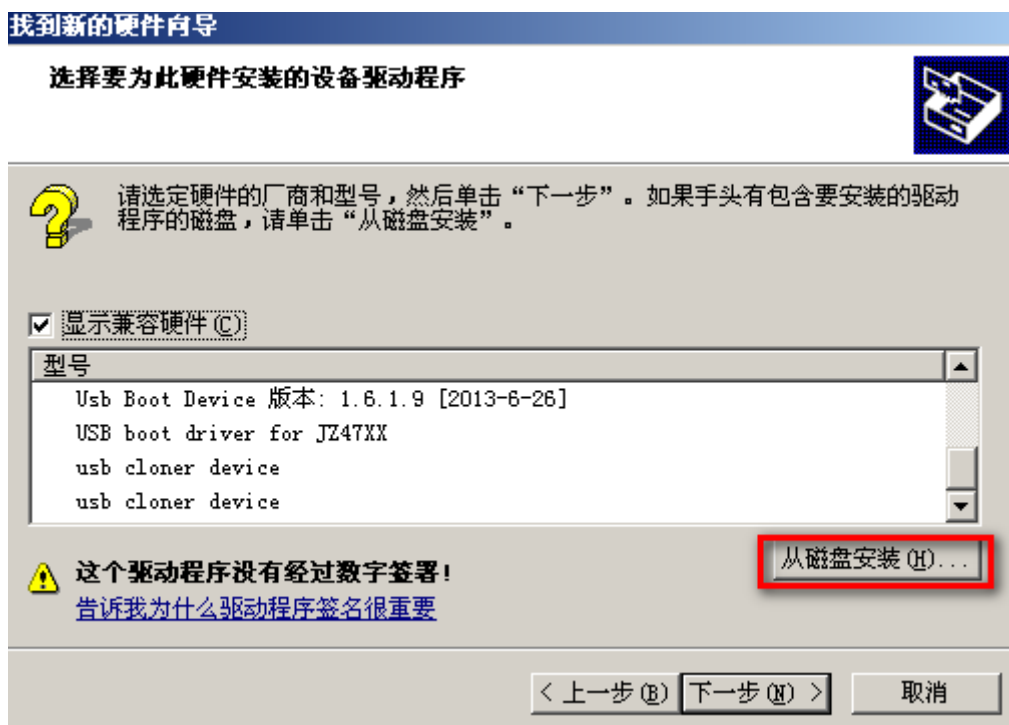 找到新的硬件向导
选择要为此硬件安装的设备驱动程序
请选定硬件的厂商和型号，然后单击“下一步”。如果手头有包含要安装的驱动
程序的磁盘，请单击“从磁盘安装”。
显示兼容硬件(C)
型号
Usb Boot Device 版本: 1.6.1.9 [2013-6-26]
USB boot driver for JZ47XX
usb cloner device
usb cloner device
从磁盘安装(H)...
这个驱动程序没有经过数字签署!
告诉我为什么驱动程序签名很重要
< 上一步(B) 下一步(N) > 取消